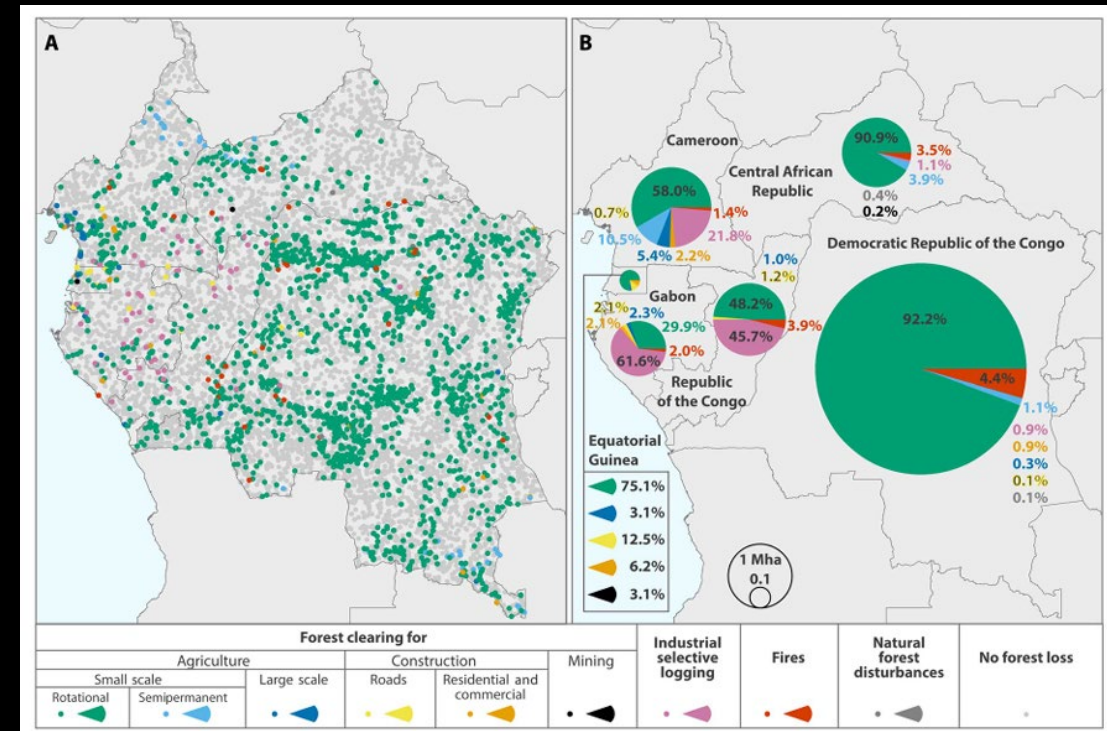 A
B
Cameroon
90.9%
3.5%
1.1%
3.9%
0.4%
0.2%
Central African
Republic
58.0%
0.7%
1.4%
10.5%
21.8%
5.4%
2.2%
Democratic Republic of the Congo
1.0%
1.2%
Gabon
2.1%
2.3%
2.1%
29.9%
48.2%
3.9%
45.7%
2.0%
61.6%
92.2%
4.4%
1.1%
0.9%
0.9%
0.3%
0.1%
0.1%
Republic
of the Congo
Equatorial
Guinea
75.1%
3.1%
12.5%
6.2%
3.1%
1 Mha
0.1
Forest clearing for
Agriculture
Construction
Mining
Small scale
Large scale
Roads
Residential and
commercial
Rotational
Semipermanent
Industrial
selective
logging
Fires
Natural
forest
disturbances
No forest loss